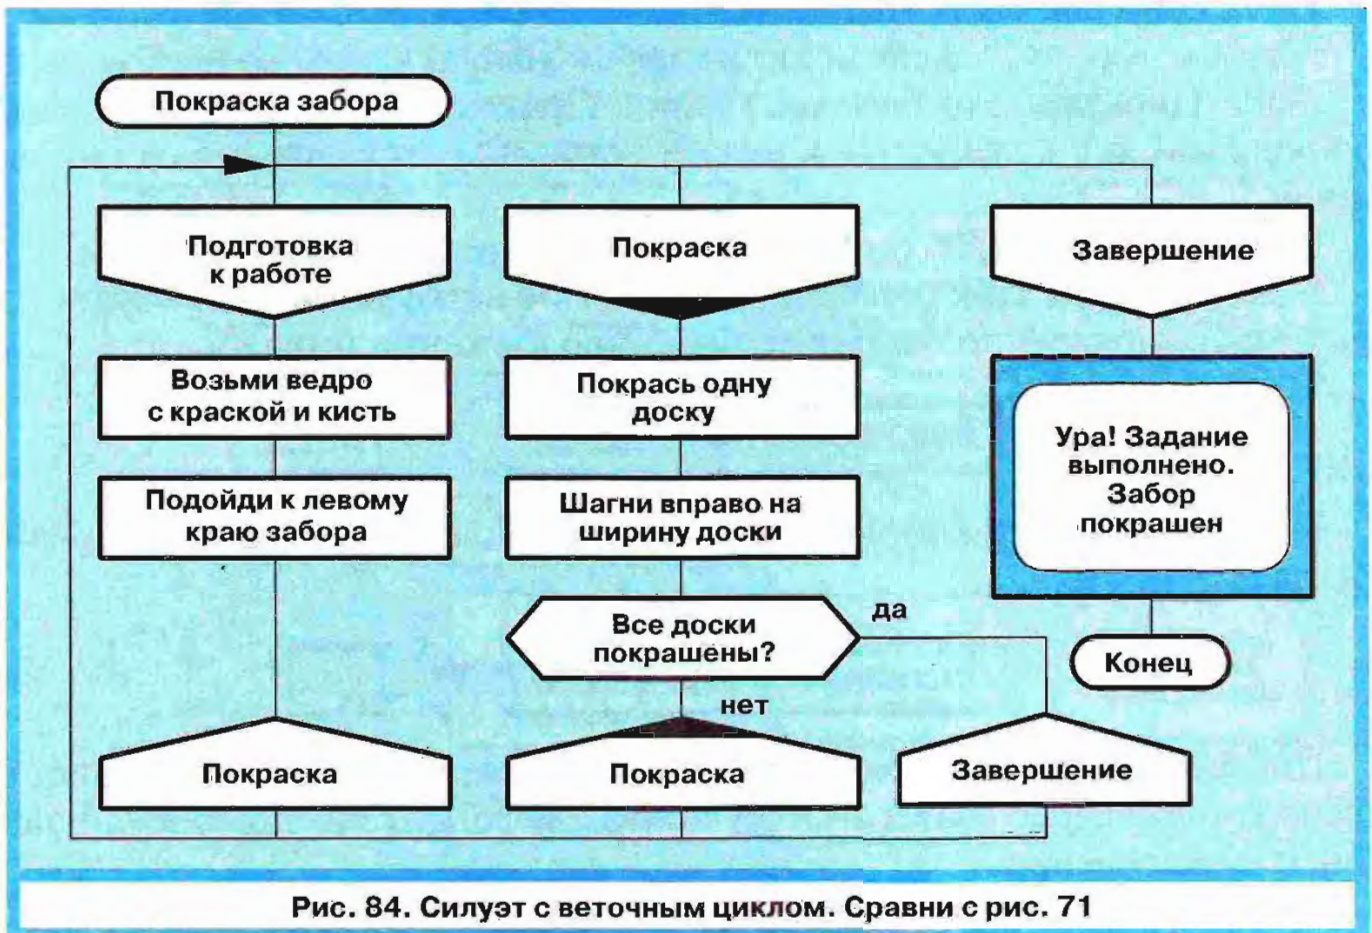 Покраска забора
Подготовка
к работе
Возьми ведро
с краской и кисть
Подойди к левому
краю забора
Покраска
Покраска
Покрась одну
доску
Шагни вправо на
ширину доски
Все доски
покрашены?
да
нет
Покраска
Завершение
Завершение
Ура! Задание
выполнено.
Забор
покрашен
Конец
Рис. 84. Силуэт с веточным циклом. Сравни с рис. 71